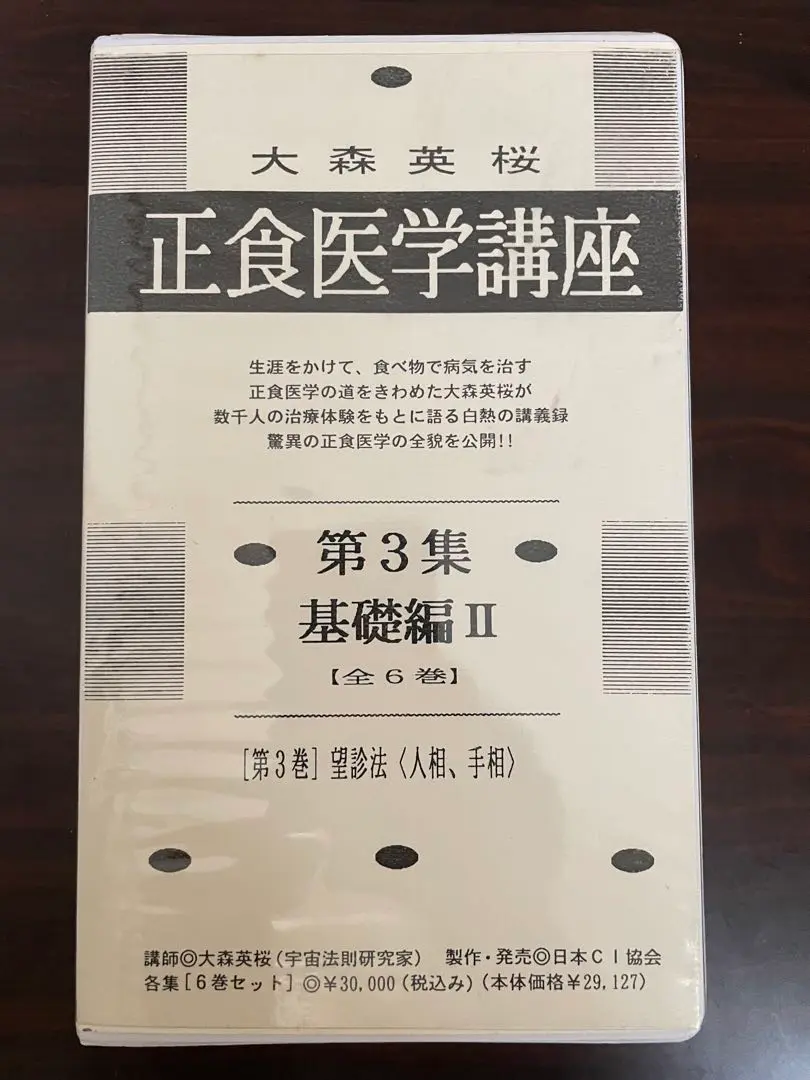 大森英桜
正食医学講座
生涯をかけて、食べ物で病気を治す
正食医学の道をきわめた大森英桜が
数千人の治療体験をもとに語る白熱の講義録
驚異の正食医学の全貌を公開!!
第3集
基礎編Ⅱ
【全6巻】
[第3巻] 望診法〈人相、手相〉
講師◎大森英桜(宇宙法則研究家) 製作・発売◎日本CI協会
各集[6巻セット]◎¥30,000(税込み)(本体価格¥29,127)